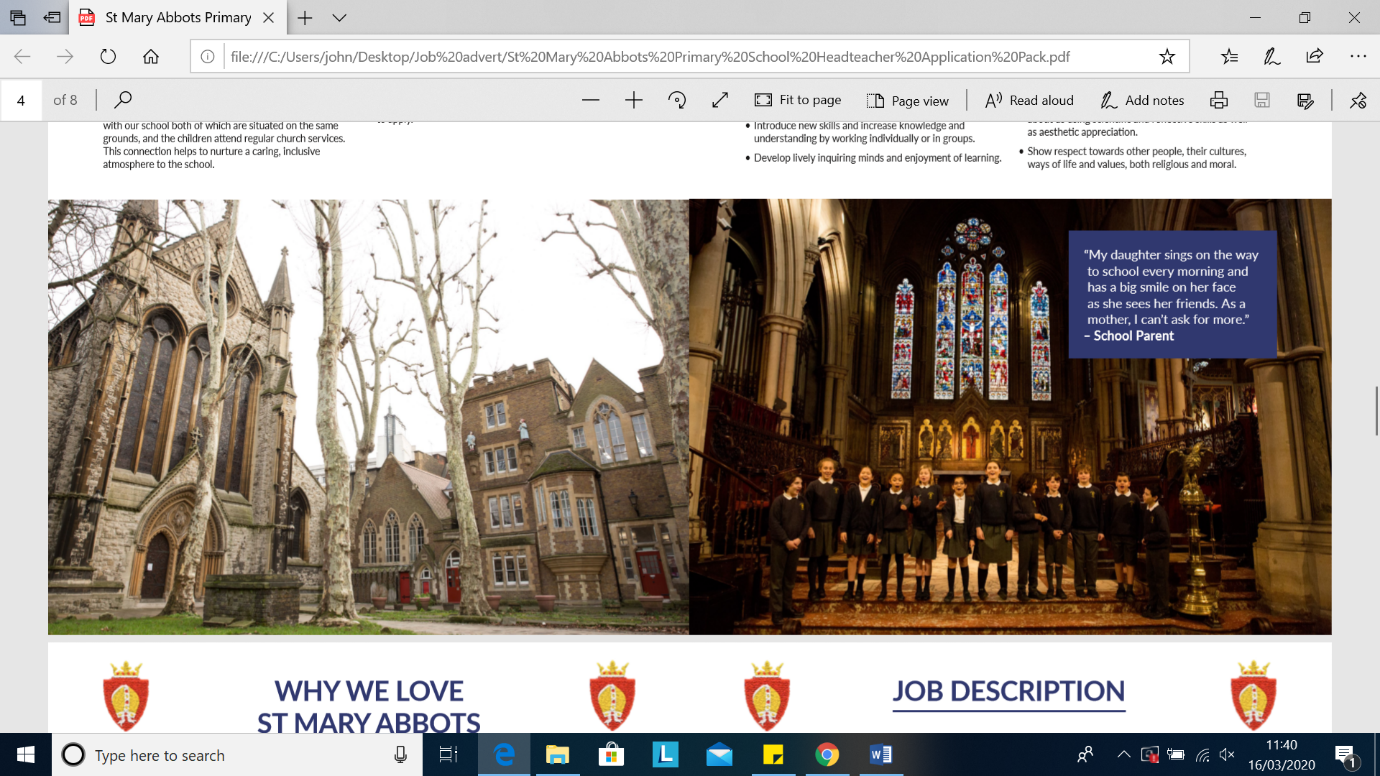 St Mary Abbots Primary
file:///C:/Users/john/Desktop/Job%20advert/St%20Mary%20Abbots%20Primary%20School%20Headteacher%20Application%20Pack.pdf
4 of 8
Fit to page
Page view
Read aloud
Add notes
with our school both of which are situated on the same
grounds, and the children attend regular church services.
This connection helps to nurture a caring, inclusive
atmosphere to the school.
• Introduce new skills and increase knowledge and
understanding by working individually or in groups.
• Develop lively inquiring minds and enjoyment of learning.
as aesthetic appreciation.
• Show respect towards other people, their cultures,
ways of life and values, both religious and moral.
“My daughter sings on the way
to school every morning and
has a big smile on her face
as she sees her friends. As a
mother, I can't ask for more.”
– School Parent
WHY WE LOVE
ST MARY ABBOTS
JOB DESCRIPTION
Type here to search
11:40
16/03/2020
1